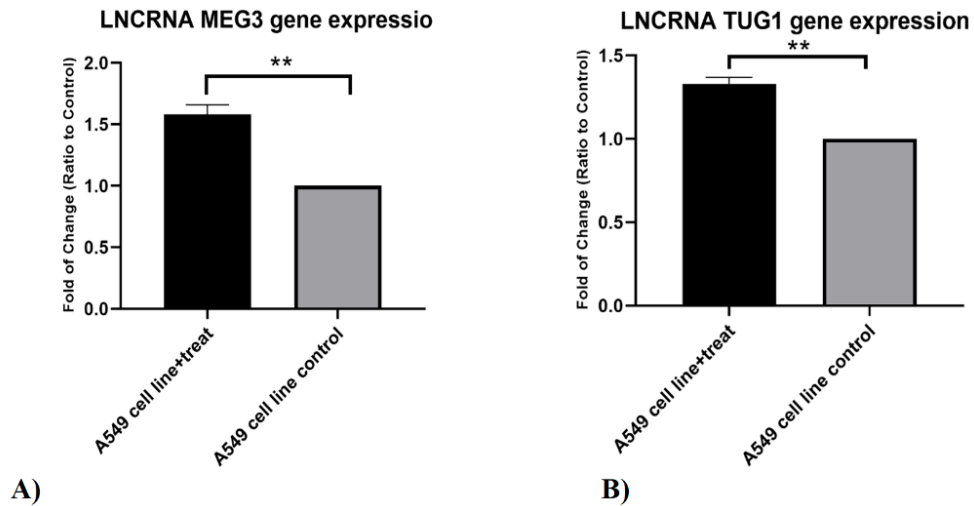 LNCRNA MEG3 gene expressio
**
Fold of Change (Ratio to Control)
2.0
1.5
1.0
0.5
0.0
A549 cell line+treat
A549 cell line control
A)
LNCRNA TUG1 gene expression
**
Fold of Change (Ratio to Control)
1.5
1.0
0.5
0.0
A549 cell line+treat
A549 cell line control
B)